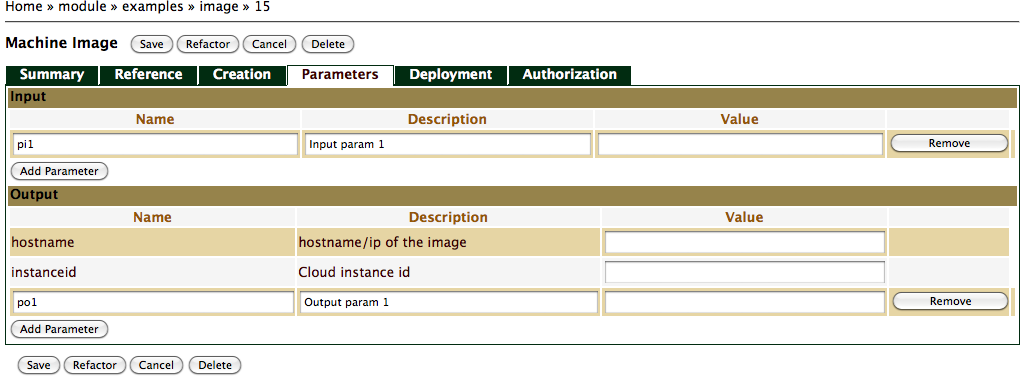 Home » module » examples » image » 15
Machine Image Save Refactor Cancel Delete
Summary Reference Creation Parameters Deployment Authorization
Input
Name Description Value
pi1 Input param 1 Remove
Add Parameter
Output
Name Description Value
hostname hostname/ip of the image
instanceid Cloud instance id
po1 Output param 1 Remove
Add Parameter
Save Refactor Cancel Delete